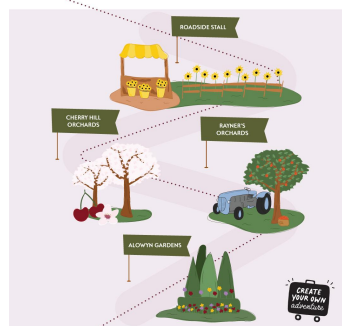 ROADSIDE STALL
CHERRY HILL
ORCHARDS
RAYNER'S
ORCHARDS
ALOWYN GARDENS
CREATE
YOUR OWN
adventure